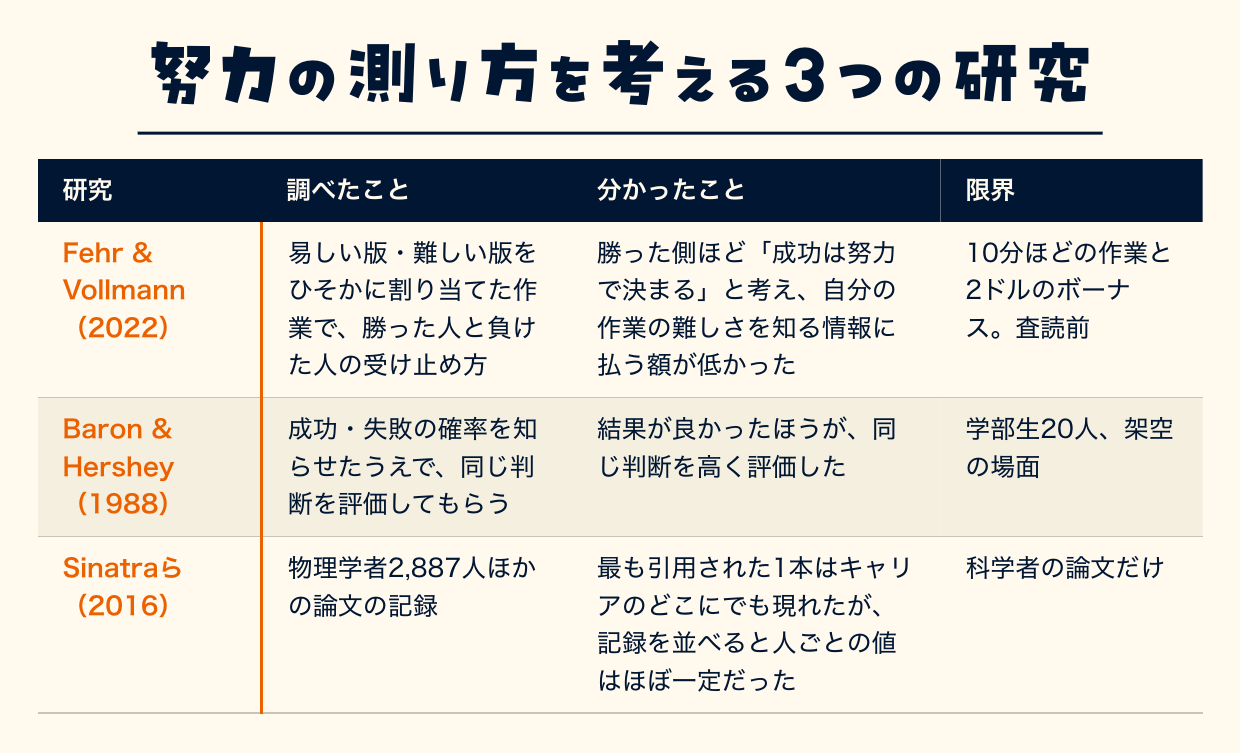 努力の測り方を考える3つの研究
研究
調べたこと
分かったこと
限界
Fehr &
Vollmann
（2022）
易しい版・難しい版を
ひそかに割り当てた作
業で、勝った人と負け
た人の受け止め方
勝った側ほど「成功は努力
で決まる」と考え、自分の
作業の難しさを知る情報に
払う額が低かった
10分ほどの作業と
2ドルのボーナ
ス。査読前
Baron &
Hershey
（1988）
成功・失敗の確率を知
らせたうえで、同じ判
断を評価してもらう
結果が良かったほうが、同
じ判断を高く評価した
学部生20人、架空
の場面
Sinatraら
（2016）
物理学者2,887人ほか
の論文の記録
最も引用された1本はキャリ
アのどこにでも現れたが、
記録を並べると人ごとの値
はほぼ一定だった
科学者の論文だけ